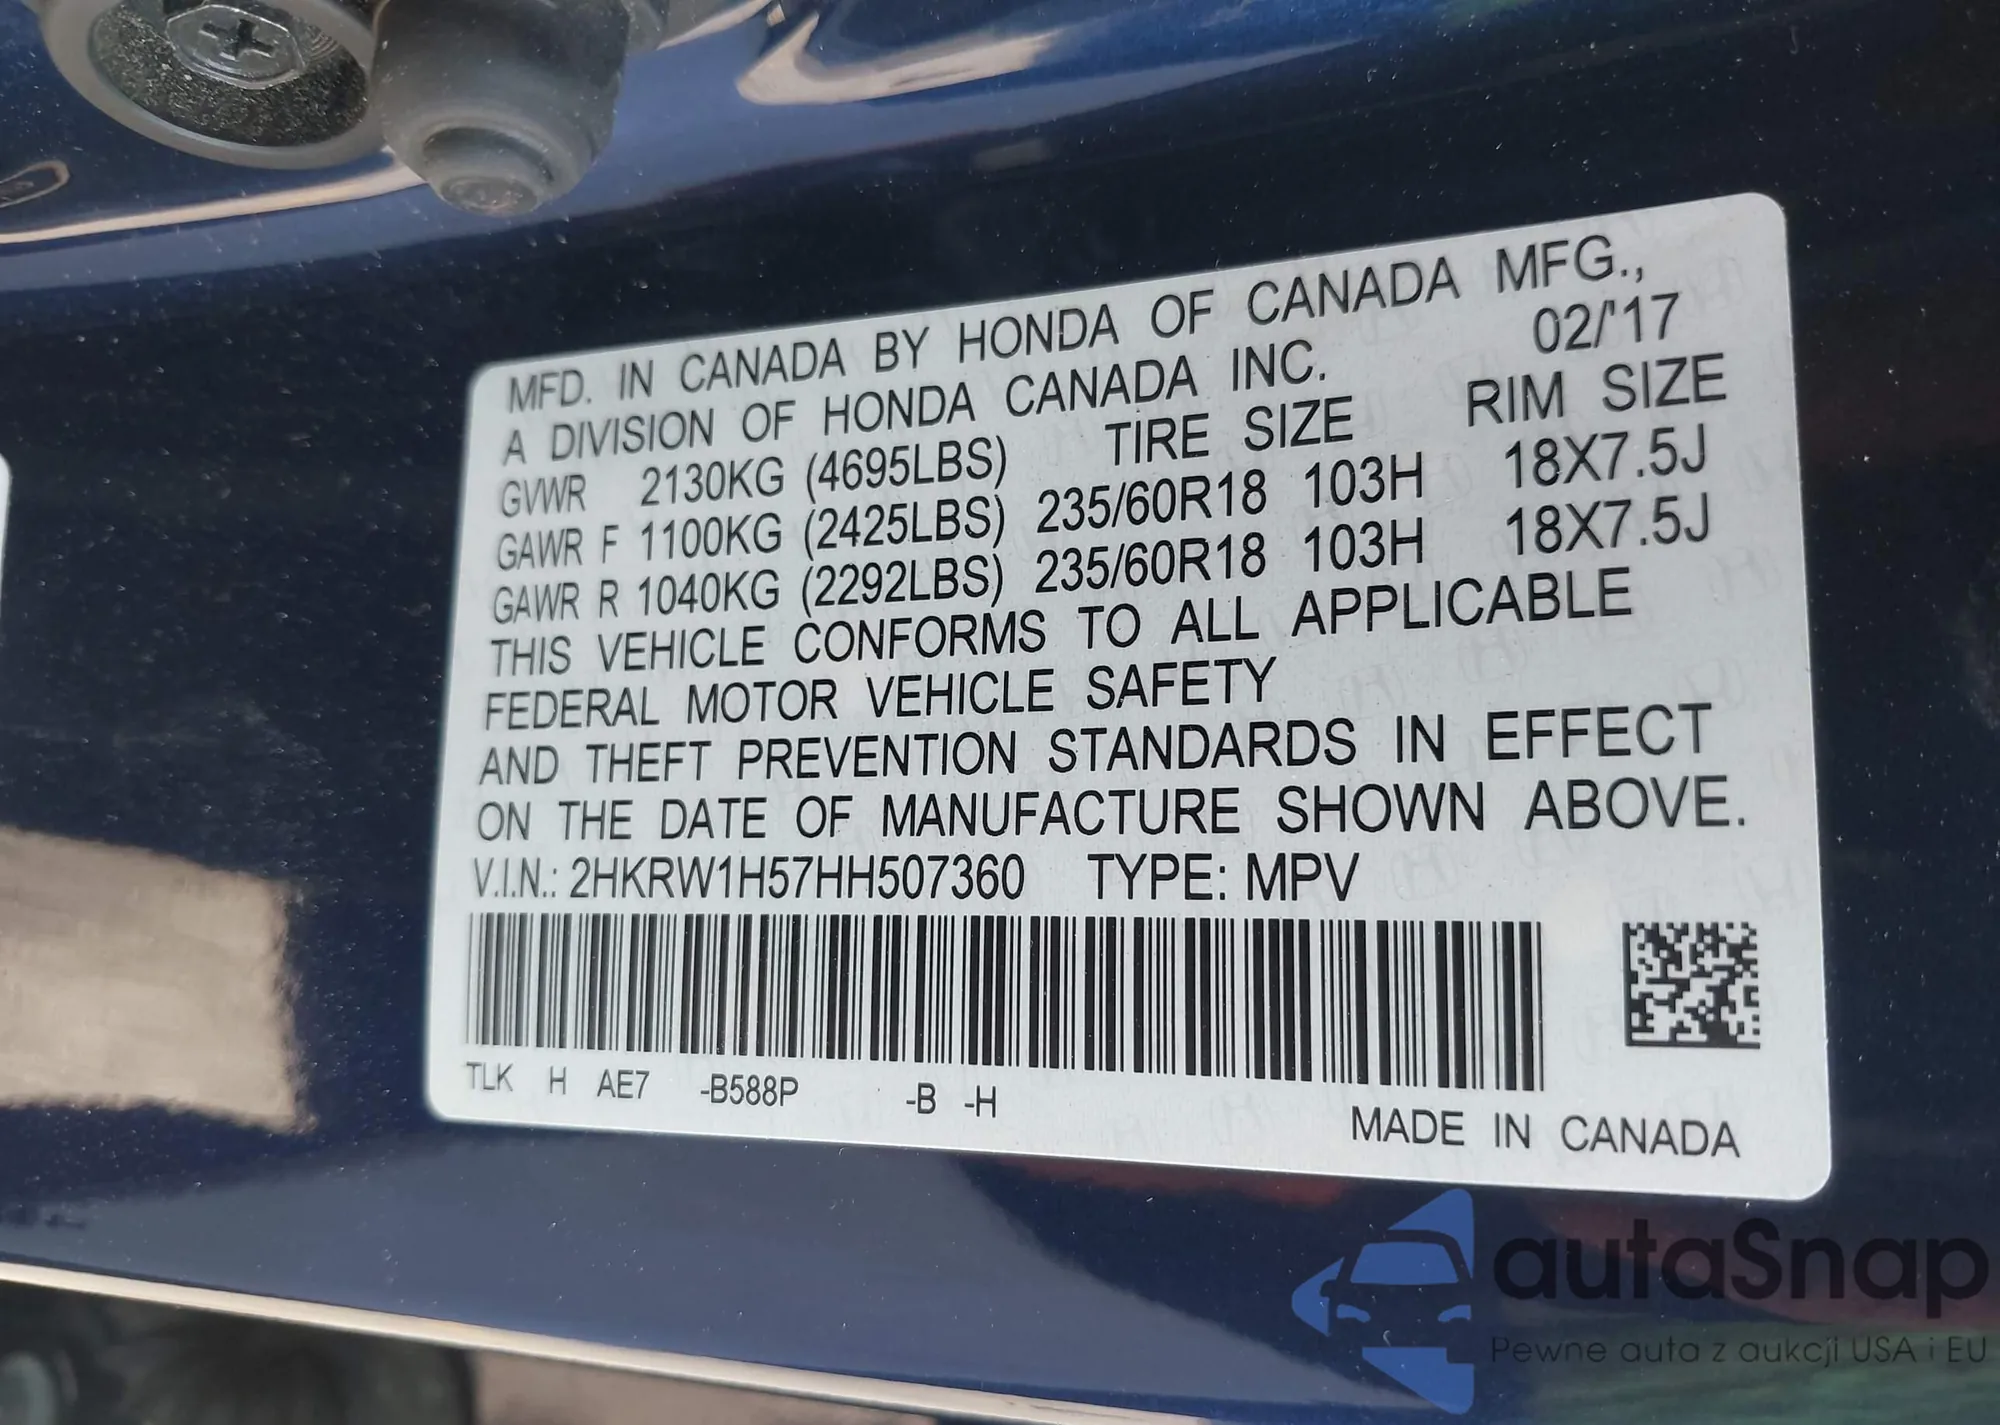 MFD. IN CANADA BY HONDA OF CANADA MFG.,
A DIVISION OF HONDA CANADA INC. 02/'17
GVWR 2130KG (4695LBS) TIRE SIZE RIM SIZE
GAWR F 1100KG (2425LBS) 235/60R18 103H 18X7.5J
GAWR R 1040KG (2292LBS) 235/60R18 103H 18X7.5J
THIS VEHICLE CONFORMS TO ALL APPLICABLE
FEDERAL MOTOR VEHICLE SAFETY
AND THEFT PREVENTION STANDARDS IN EFFECT
ON THE DATE OF MANUFACTURE SHOWN ABOVE.
V.I.N.: 2HKRW1H57HH507360 TYPE: MPV
TLK H AE7 -B588P -B -H
MADE IN CANADA
autaSnap
Pewne auta z aukcji USA i EU